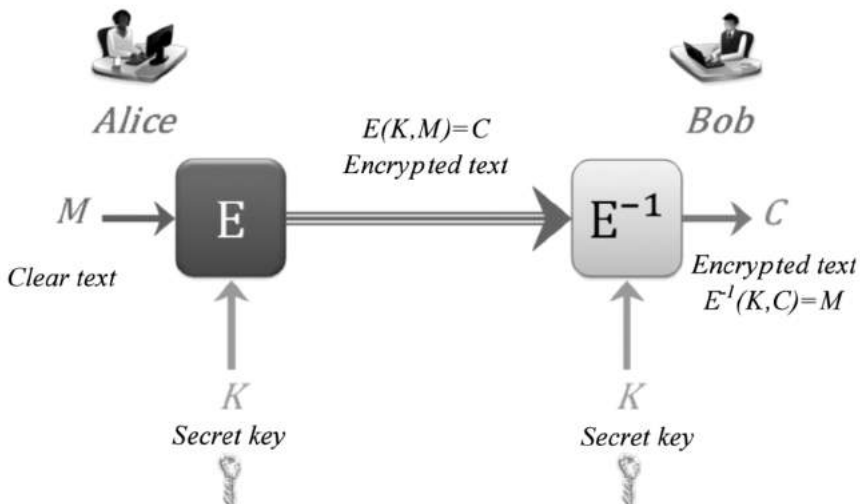 Alice
Bob
E(K,M)=C
Encrypted text
M
E
E⁻¹
C
Clear text
Encrypted text
E⁻¹(K,C)=M
K
K
Secret key
Secret key